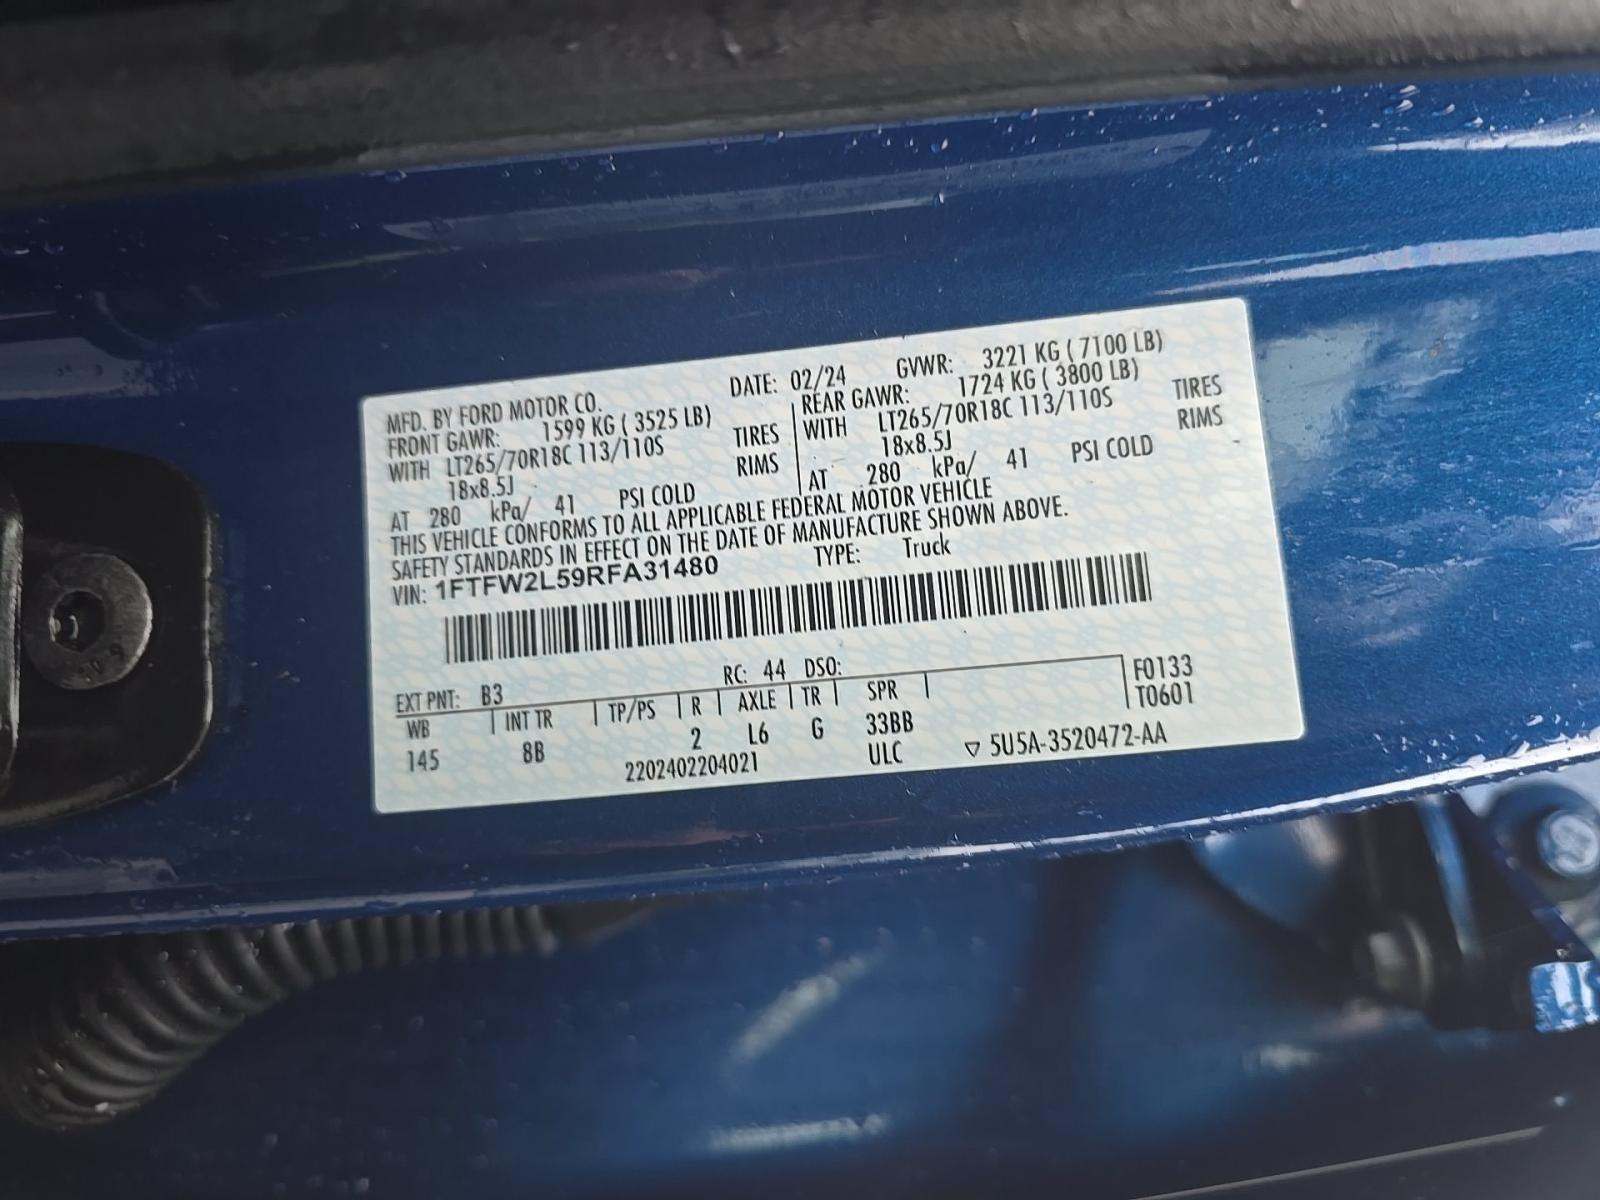 MFD. BY FORD MOTOR CO. DATE: 02/24 GVWR: 3221 KG ( 7100 LB)
FRONT GAWR: 1599 KG ( 3525 LB) REAR GAWR: 1724 KG ( 3800 LB)
WITH LT265/70R18C 113/110S TIRES WITH LT265/70R18C 113/110S TIRES
18x8.5J RIMS 18x8.5J RIMS
AT 280 kPa/ 41 PSI COLD AT 280 kPa/ 41 PSI COLD
THIS VEHICLE CONFORMS TO ALL APPLICABLE FEDERAL MOTOR VEHICLE
SAFETY STANDARDS IN EFFECT ON THE DATE OF MANUFACTURE SHOWN ABOVE.
VIN: 1FTFW2L59RFA31480 TYPE: Truck
EXT PNT: B3 RC: 44 DSO: F0133
WB INT TR TP/PS R AXLE TR SPR T0601
145 8B 2 L6 G 33BB
2202402204021 ULC 5U5A-3520472-AA